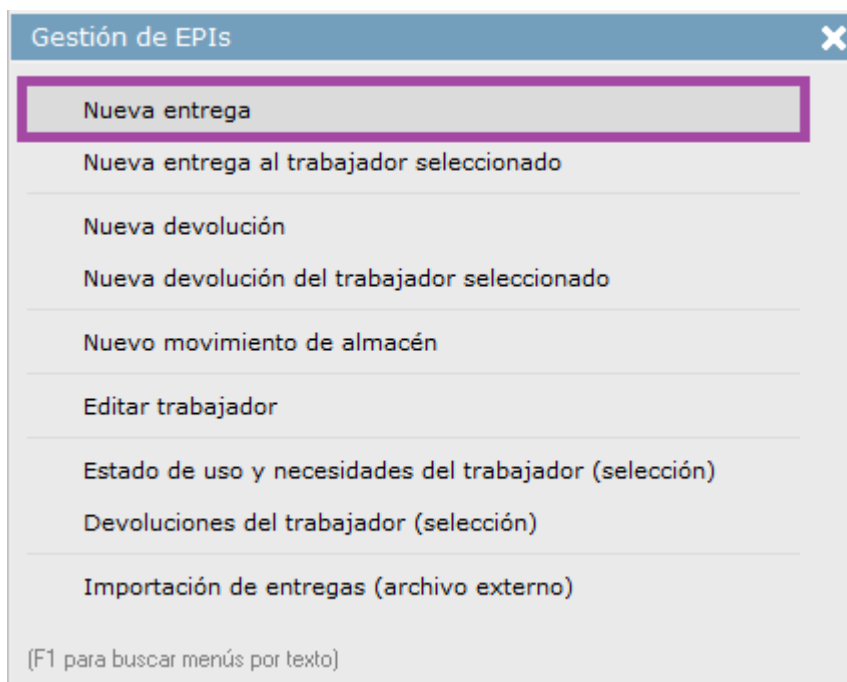 Gestión de EPIs
Nueva entrega
Nueva entrega al trabajador seleccionado
Nueva devolución
Nueva devolución del trabajador seleccionado
Nuevo movimiento de almacén
Editar trabajador
Estado de uso y necesidades del trabajador (selección)
Devoluciones del trabajador (selección)
Importación de entregas (archivo externo)
(F1 para buscar menús por texto)